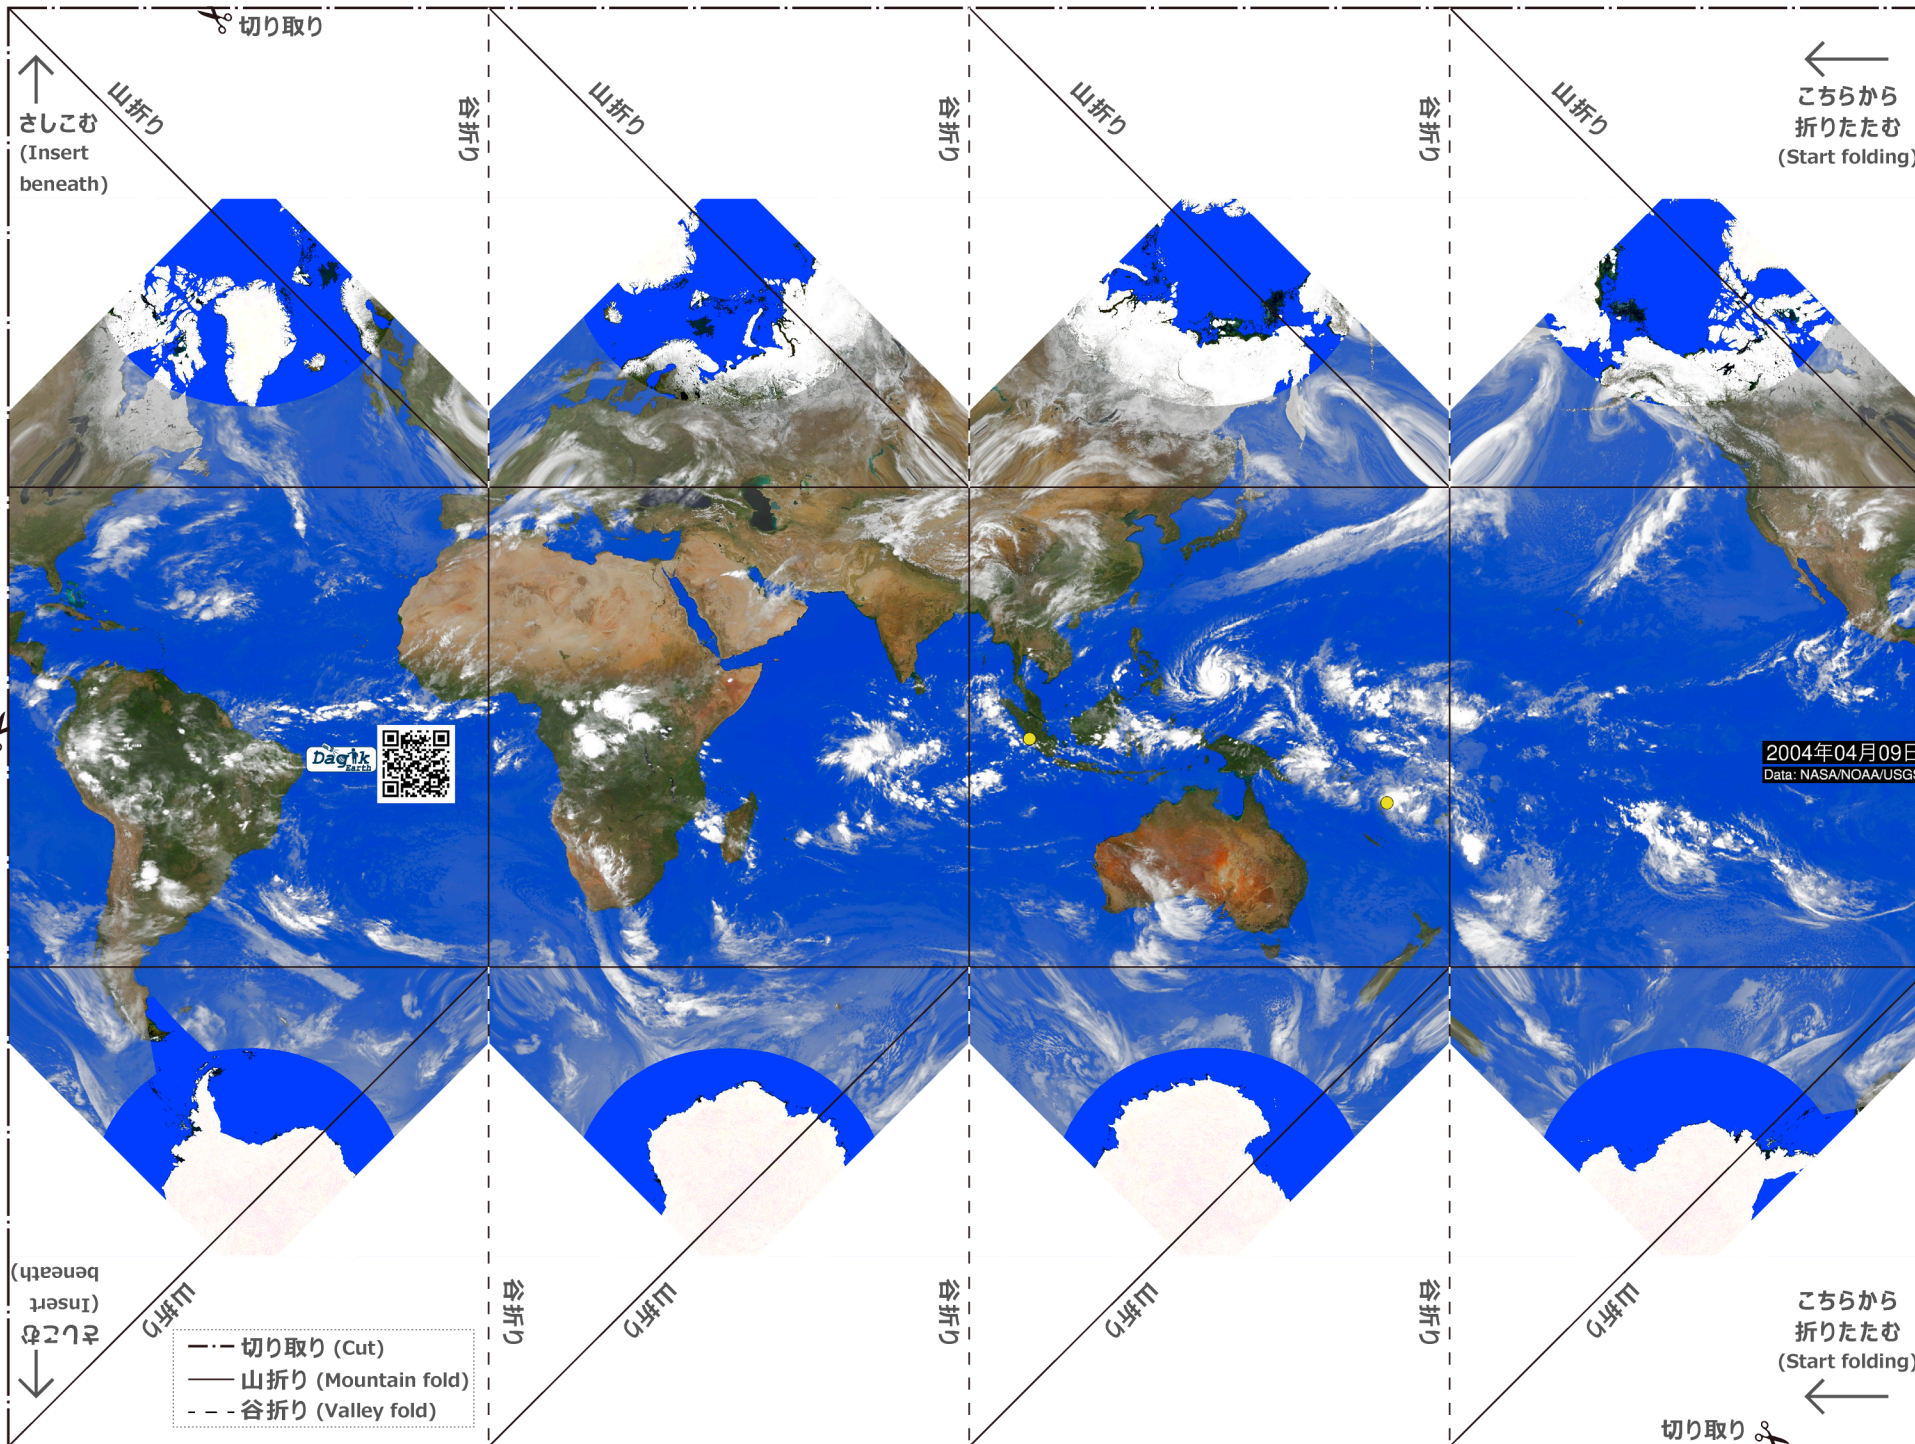 切り取り
山折り
山折り
山折り
山折り
谷折り
谷折り
谷折り
さしこむ
(Insert
beneath)
こちらから
折りたたむ
(Start folding)
Dagik
Earth
2004年04月09日
Data: NASA/NOAA/USGS
さしこむ
(Insert
beneath)
山折り
山折り
山折り
山折り
谷折り
谷折り
谷折り
こちらから
折りたたむ
(Start folding)
切り取り (Cut)
山折り (Mountain fold)
谷折り (Valley fold)
切り取り